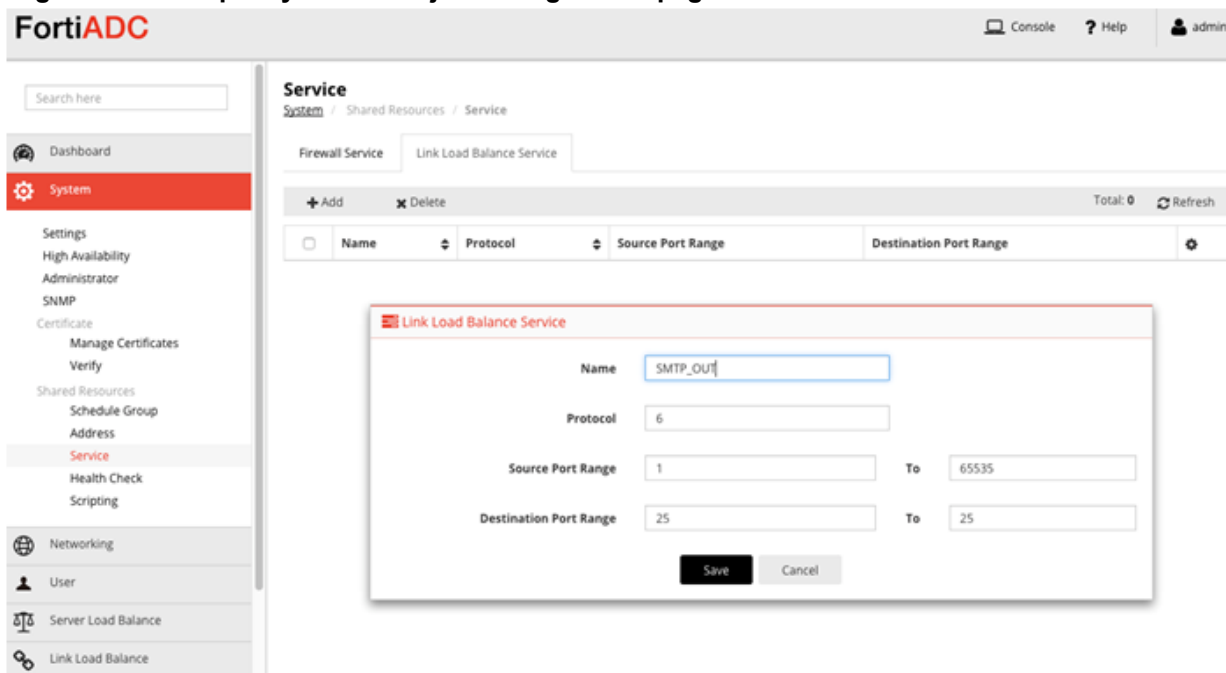 FortiADC
Console ? Help admin
Search here
Service
System / Shared Resources / Service
Dashboard
Firewall Service Link Load Balance Service
System
+ Add x Delete Total: 0 Refresh
Settings
High Availability
Administrator
SNMP
Certificate
Manage Certificates
Verify
Shared Resources
Schedule Group
Address
Service
Health Check
Scripting
Networking
User
Server Load Balance
Link Load Balance
Name Protocol Source Port Range Destination Port Range
Link Load Balance Service
Name SMTP_OUT
Protocol 6
Source Port Range 1 To 65535
Destination Port Range 25 To 25
Save Cancel